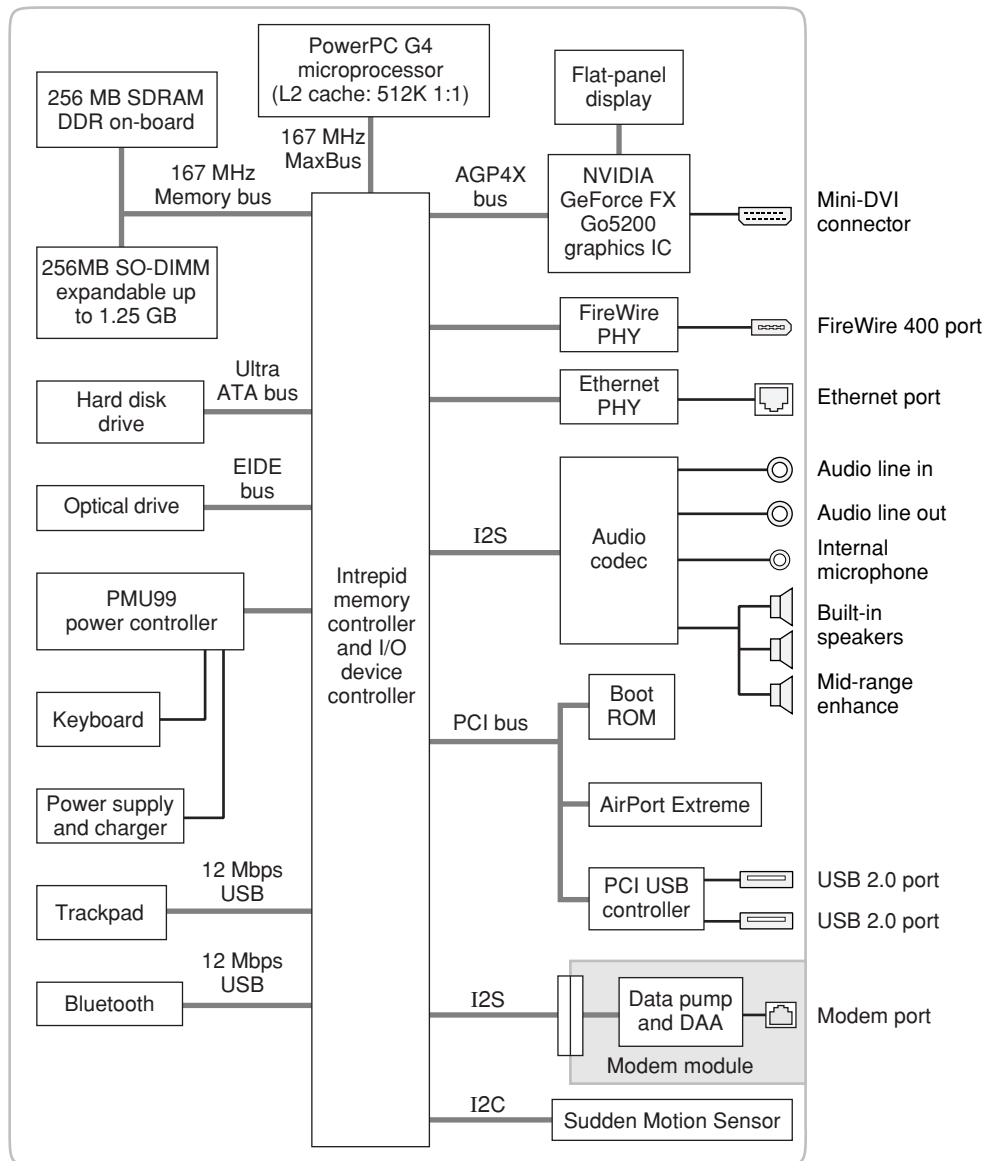 PowerPC G4
microprocessor
(L2 cache: 512K 1:1)
256 MB SDRAM
DDR on-board
Flat-panel
display
167 MHz
MaxBus
167 MHz
Memory bus
AGP4X
bus
NVIDIA
GeForce FX
Go5200
graphics IC
Mini-DVI
connector
256MB SO-DIMM
expandable up
to 1.25 GB
FireWire
PHY
FireWire 400 port
Ultra
ATA bus
Hard disk
drive
Ethernet
PHY
Ethernet port
EIDE
bus
Optical drive
I2S
Audio
codec
Audio line in
Audio line out
Internal
microphone
Built-in
speakers
Mid-range
enhance
Intrepid
memory
controller
and I/O
device
controller
PMU99
power controller
Keyboard
Power supply
and charger
PCI bus
Boot
ROM
AirPort Extreme
PCI USB
controller
USB 2.0 port
USB 2.0 port
12 Mbps
USB
Trackpad
12 Mbps
USB
Bluetooth
I2S
Data pump
and DAA
Modem module
Modem port
I2C
Sudden Motion Sensor